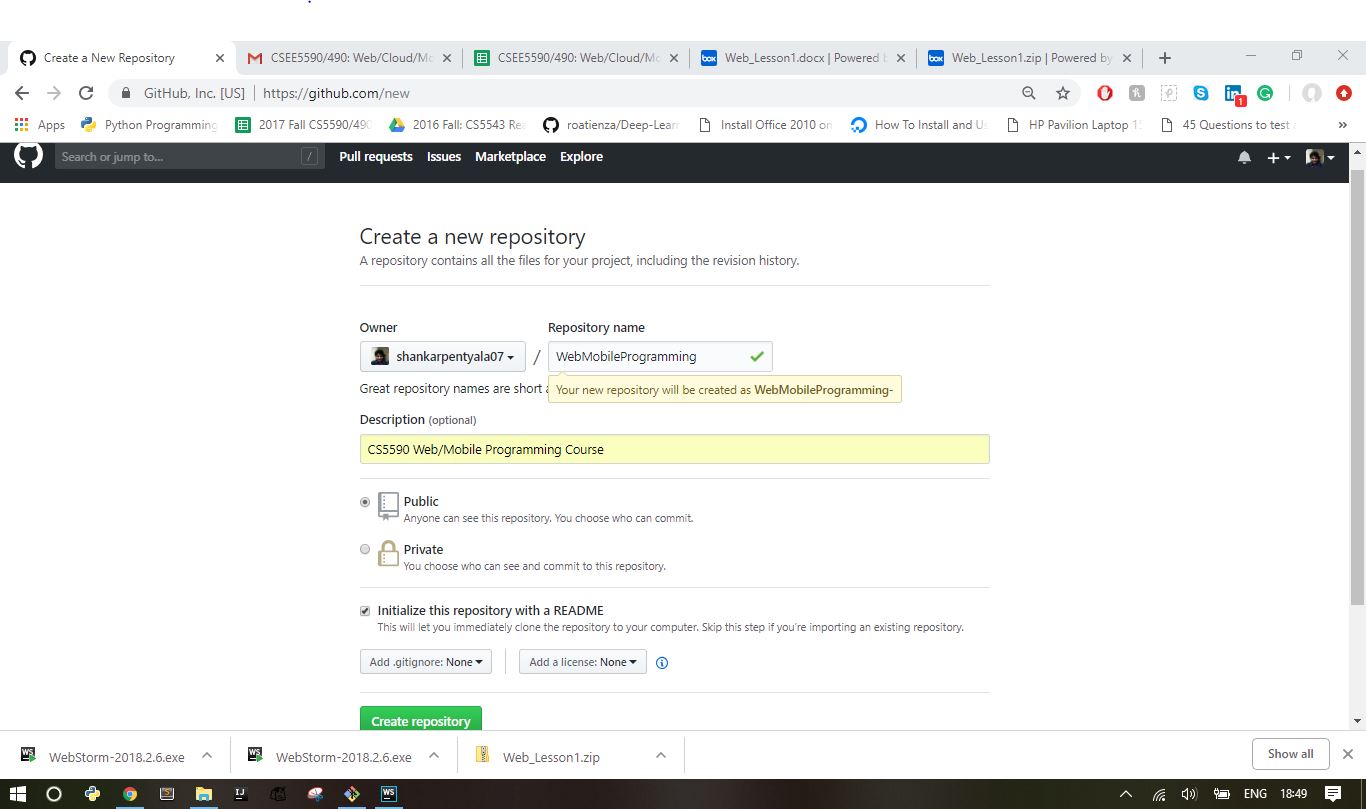 Create a New Repository
CSEE5590/490: Web/Cloud/Mo
CSEE5590/490: Web/Cloud/Mo
Web_Lesson1.docx | Powered b
Web_Lesson1.zip | Powered by
GitHub, Inc. [US] | https://github.com/new
1
Apps
Python Programming
2017 Fall CS5590/490
2016 Fall: CS5543 Rea
roatienza/Deep-Learn
Install Office 2010 on
How To Install and Us
HP Pavilion Laptop 15
45 Questions to test a
»
Search or jump to...
/
Pull requests
Issues
Marketplace
Explore
Create a new repository
A repository contains all the files for your project, including the revision history.
Owner
Repository name
shankarpentyala07
/
WebMobileProgramming
Great repository names are short a
Your new repository will be created as WebMobileProgramming-
Description (optional)
CS5590 Web/Mobile Programming Course
Public
Anyone can see this repository. You choose who can commit.
Private
You choose who can see and commit to this repository.
Initialize this repository with a README
This will let you immediately clone the repository to your computer. Skip this step if you're importing an existing repository.
Add .gitignore: None
Add a license: None
Create repository
WebStorm-2018.2.6.exe
WebStorm-2018.2.6.exe
Web_Lesson1.zip
Show all
ENG
18:49